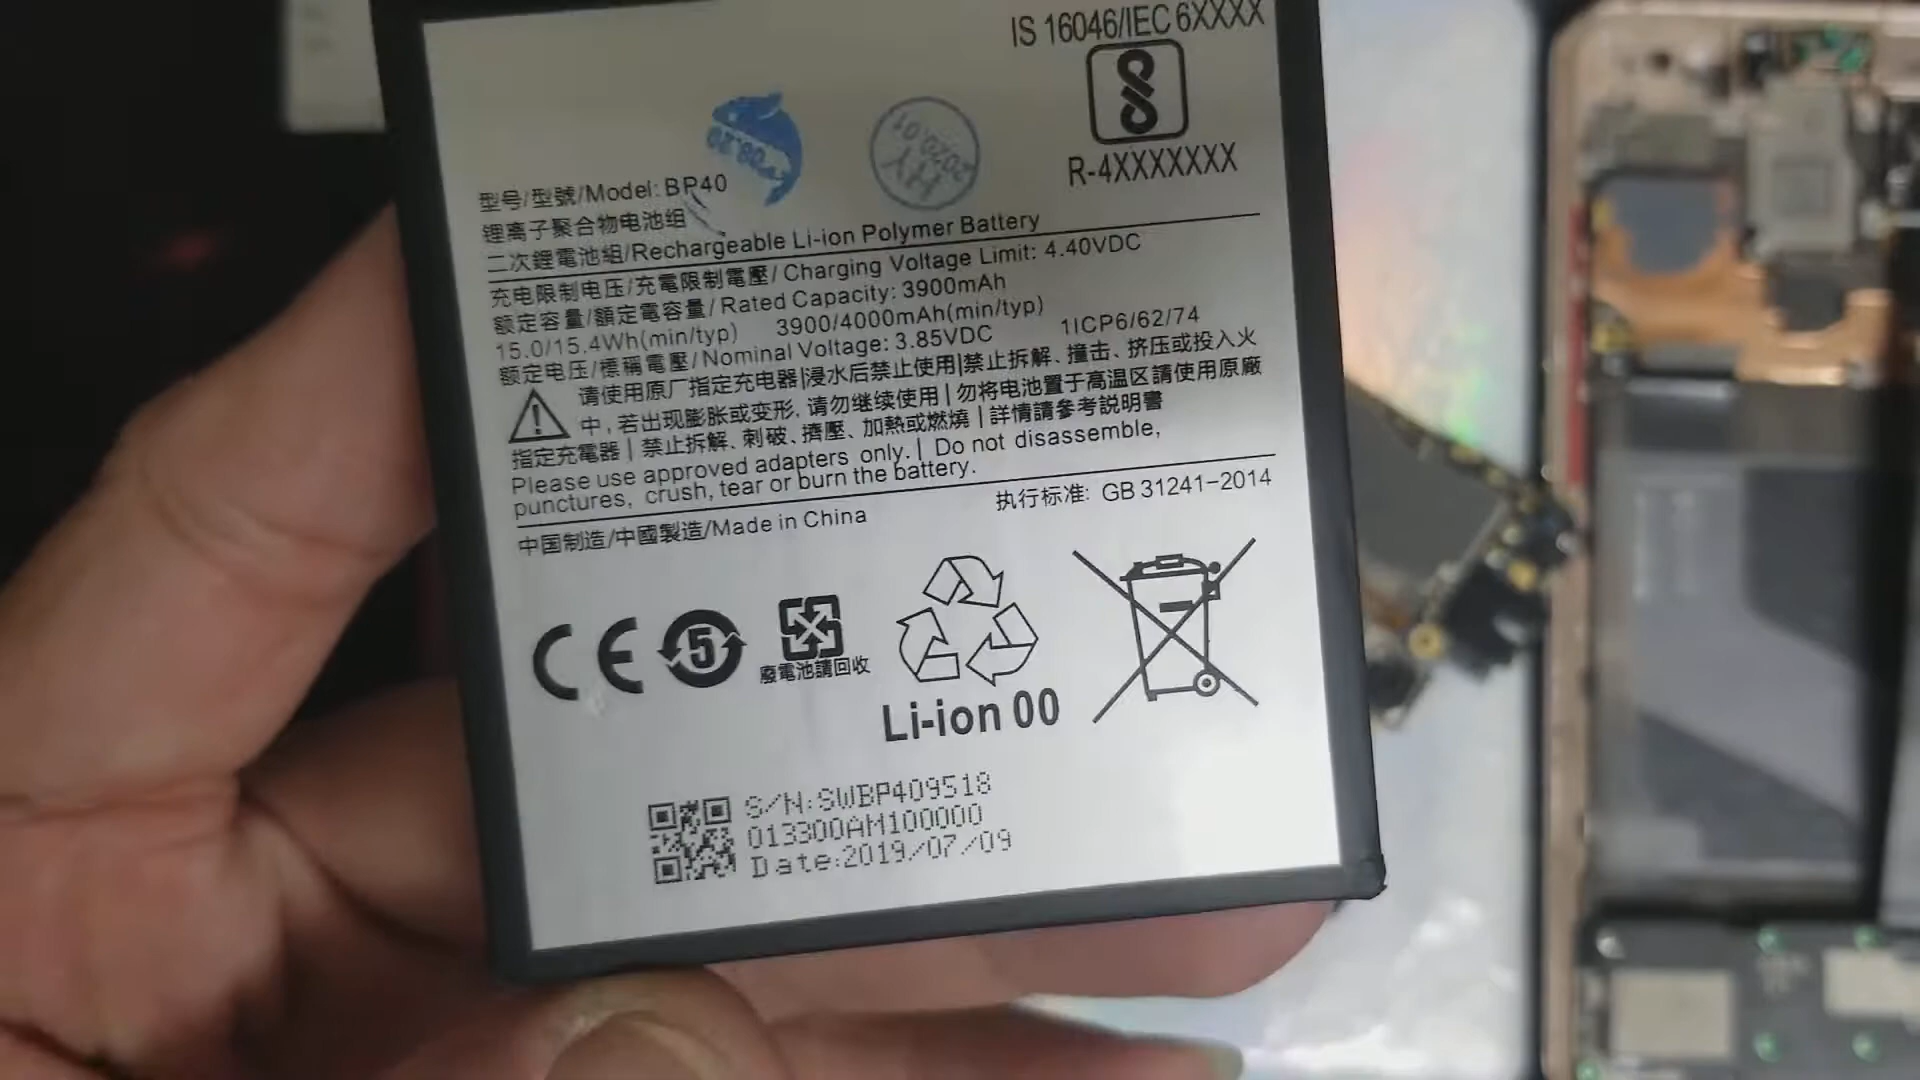 IS 16046/IEC 6XXXX
R-4XXXXXXX
2020.01
HY
型号/型號/Model: BP40
锂离子聚合物电池组
二次鋰電池組/Rechargeable Li-ion Polymer Battery
充电限制电压/充電限制電壓/Charging Voltage Limit: 4.40VDC
额定容量/額定電容量/Rated Capacity: 3900mAh
15.0/15.4Wh(min/typ) 3900/4000mAh(min/typ)
额定电压/標稱電壓/Nominal Voltage: 3.85VDC 1ICP6/62/74
请使用原厂指定充电器|浸水后禁止使用|禁止拆解、撞击、挤压或投入火
中,若出现膨胀或变形,请勿继续使用|勿将电池置于高温区請使用原廠
指定充電器|禁止拆解、刺破、擠壓、加熱或燃燒|詳情請參考説明書
Please use approved adapters only. | Do not disassemble,
punctures, crush, tear or burn the battery.
中国制造/中國製造/Made in China 执行标准: GB 31241-2014
CE
5
廢電池請回收
Li-ion 00
S/N:SWBP409518
013300AM100000
Date:2019/07/09